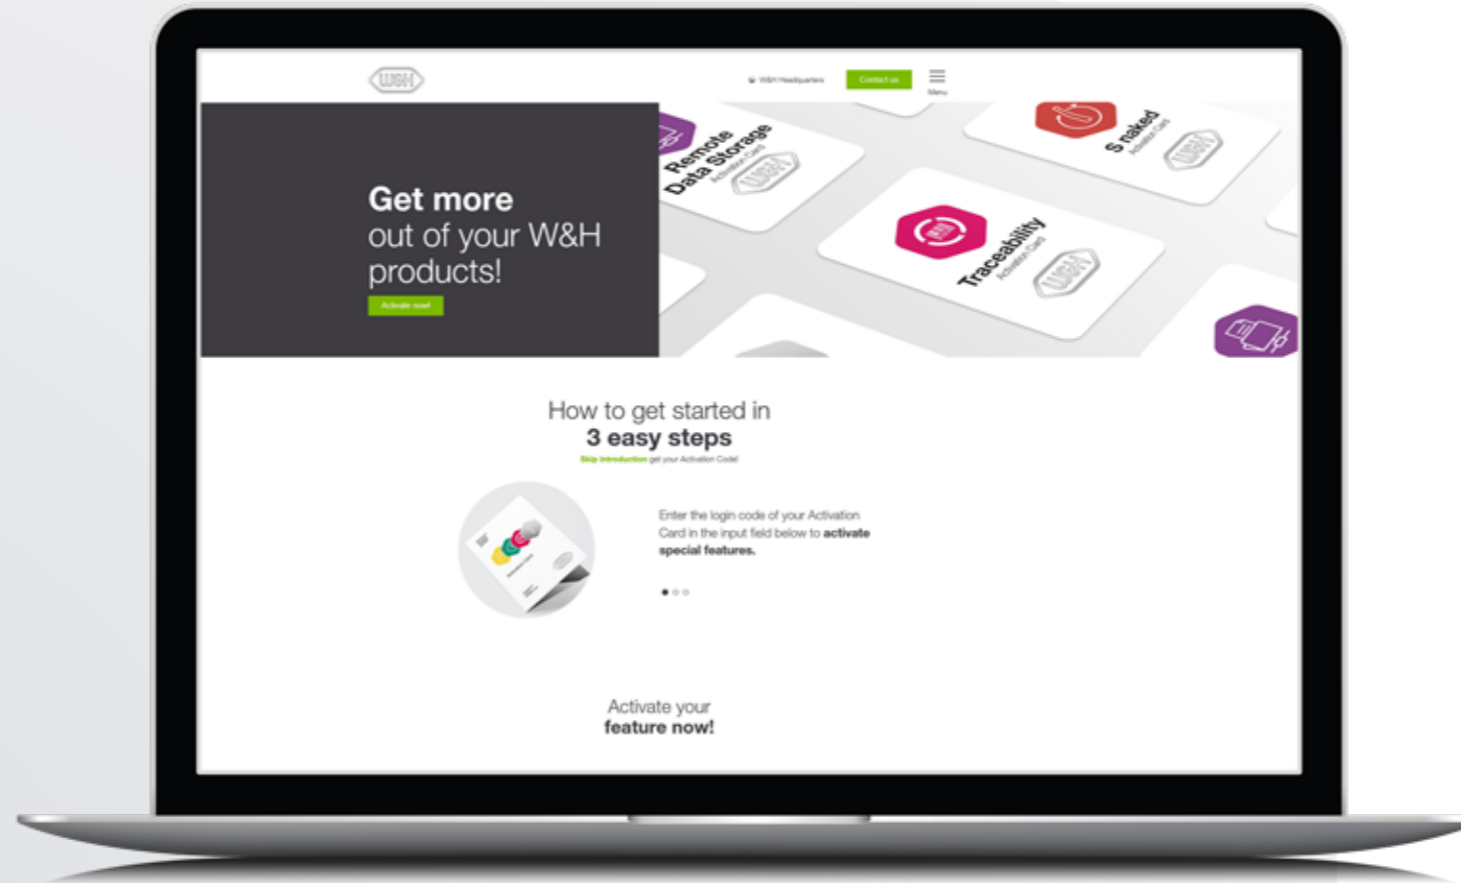 W&H
W&H Headquarters
Contact us
Menu
Get more
out of your W&H
products!
Activate now!
Remote
Data Storage
Activation Card
W&H
S naked
Activation Card
W&H
Traceability
Activation Card
W&H
How to get started in
3 easy steps
Skip introduction get your Activation Code!
Activation Card
Enter the login code of your Activation
Card in the input field below to activate
special features.
Activate your
feature now!